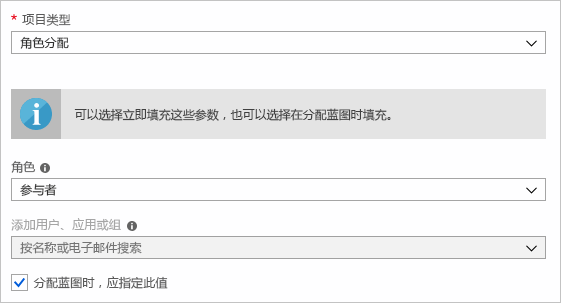 * 项目类型
角色分配
可以选择立即填充这些参数，也可以选择在分配蓝图时填充。
角色
参与者
添加用户、应用或组
按名称或电子邮件搜索
分配蓝图时，应指定此值